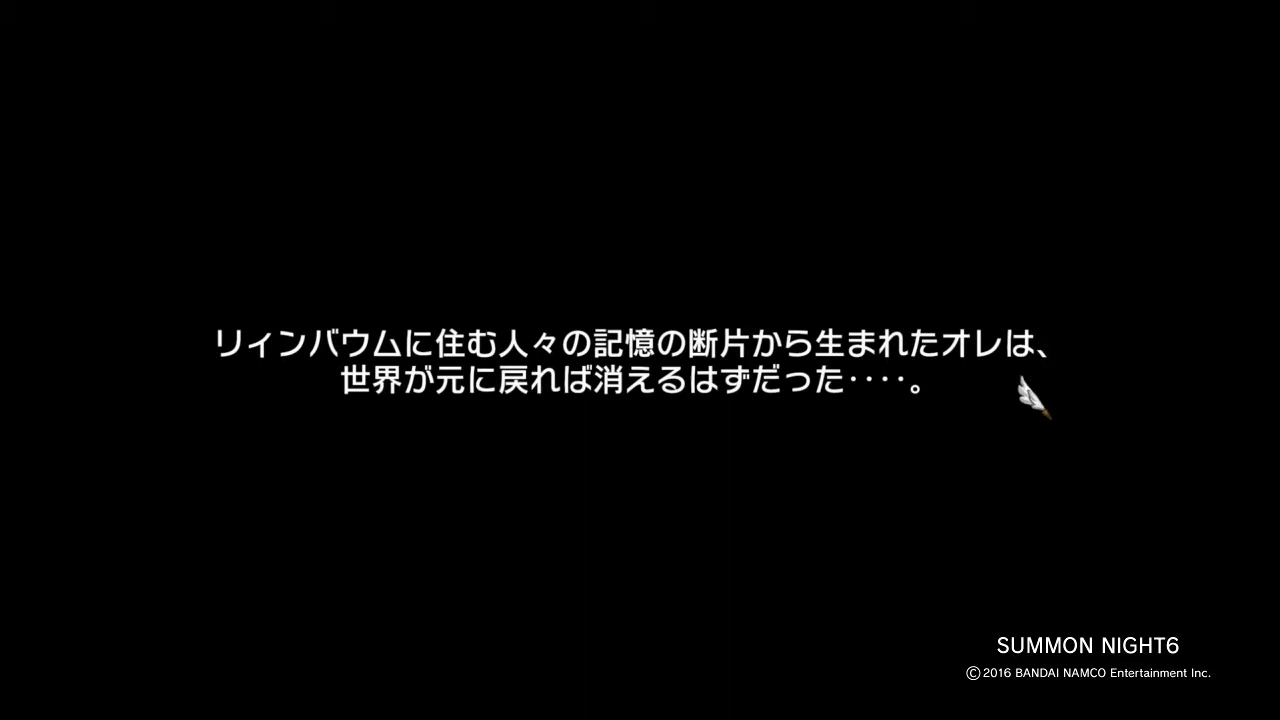 リィンバウムに住む人々の記憶の断片から生まれたオレは、
世界が元に戻れば消えるはずだった‥‥。
SUMMON NIGHT6
©2016 BANDAI NAMCO Entertainment Inc.